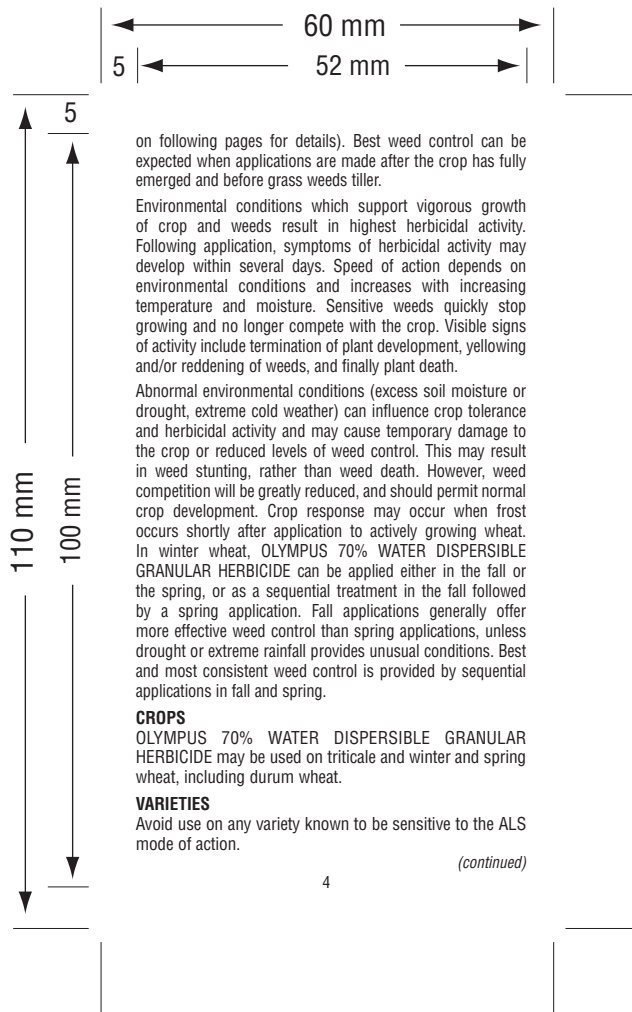 60 mm
5
52 mm
5
110 mm
100 mm
on following pages for details). Best weed control can be
expected when applications are made after the crop has fully
emerged and before grass weeds tiller.
Environmental conditions which support vigorous growth
of crop and weeds result in highest herbicidal activity.
Following application, symptoms of herbicidal activity may
develop within several days. Speed of action depends on
environmental conditions and increases with increasing
temperature and moisture. Sensitive weeds quickly stop
growing and no longer compete with the crop. Visible signs
of activity include termination of plant development, yellowing
and/or reddening of weeds, and finally plant death.
Abnormal environmental conditions (excess soil moisture or
drought, extreme cold weather) can influence crop tolerance
and herbicidal activity and may cause temporary damage to
the crop or reduced levels of weed control. This may result
in weed stunting, rather than weed death. However, weed
competition will be greatly reduced, and should permit normal
crop development. Crop response may occur when frost
occurs shortly after application to actively growing wheat.
In winter wheat, OLYMPUS 70% WATER DISPERSIBLE
GRANULAR HERBICIDE can be applied either in the fall or
the spring, or as a sequential treatment in the fall followed
by a spring application. Fall applications generally offer
more effective weed control than spring applications, unless
drought or extreme rainfall provides unusual conditions. Best
and most consistent weed control is provided by sequential
applications in fall and spring.
CROPS
OLYMPUS 70% WATER DISPERSIBLE GRANULAR
HERBICIDE may be used on triticale and winter and spring
wheat, including durum wheat.
VARIETIES
Avoid use on any variety known to be sensitive to the ALS
mode of action.
(continued)
4